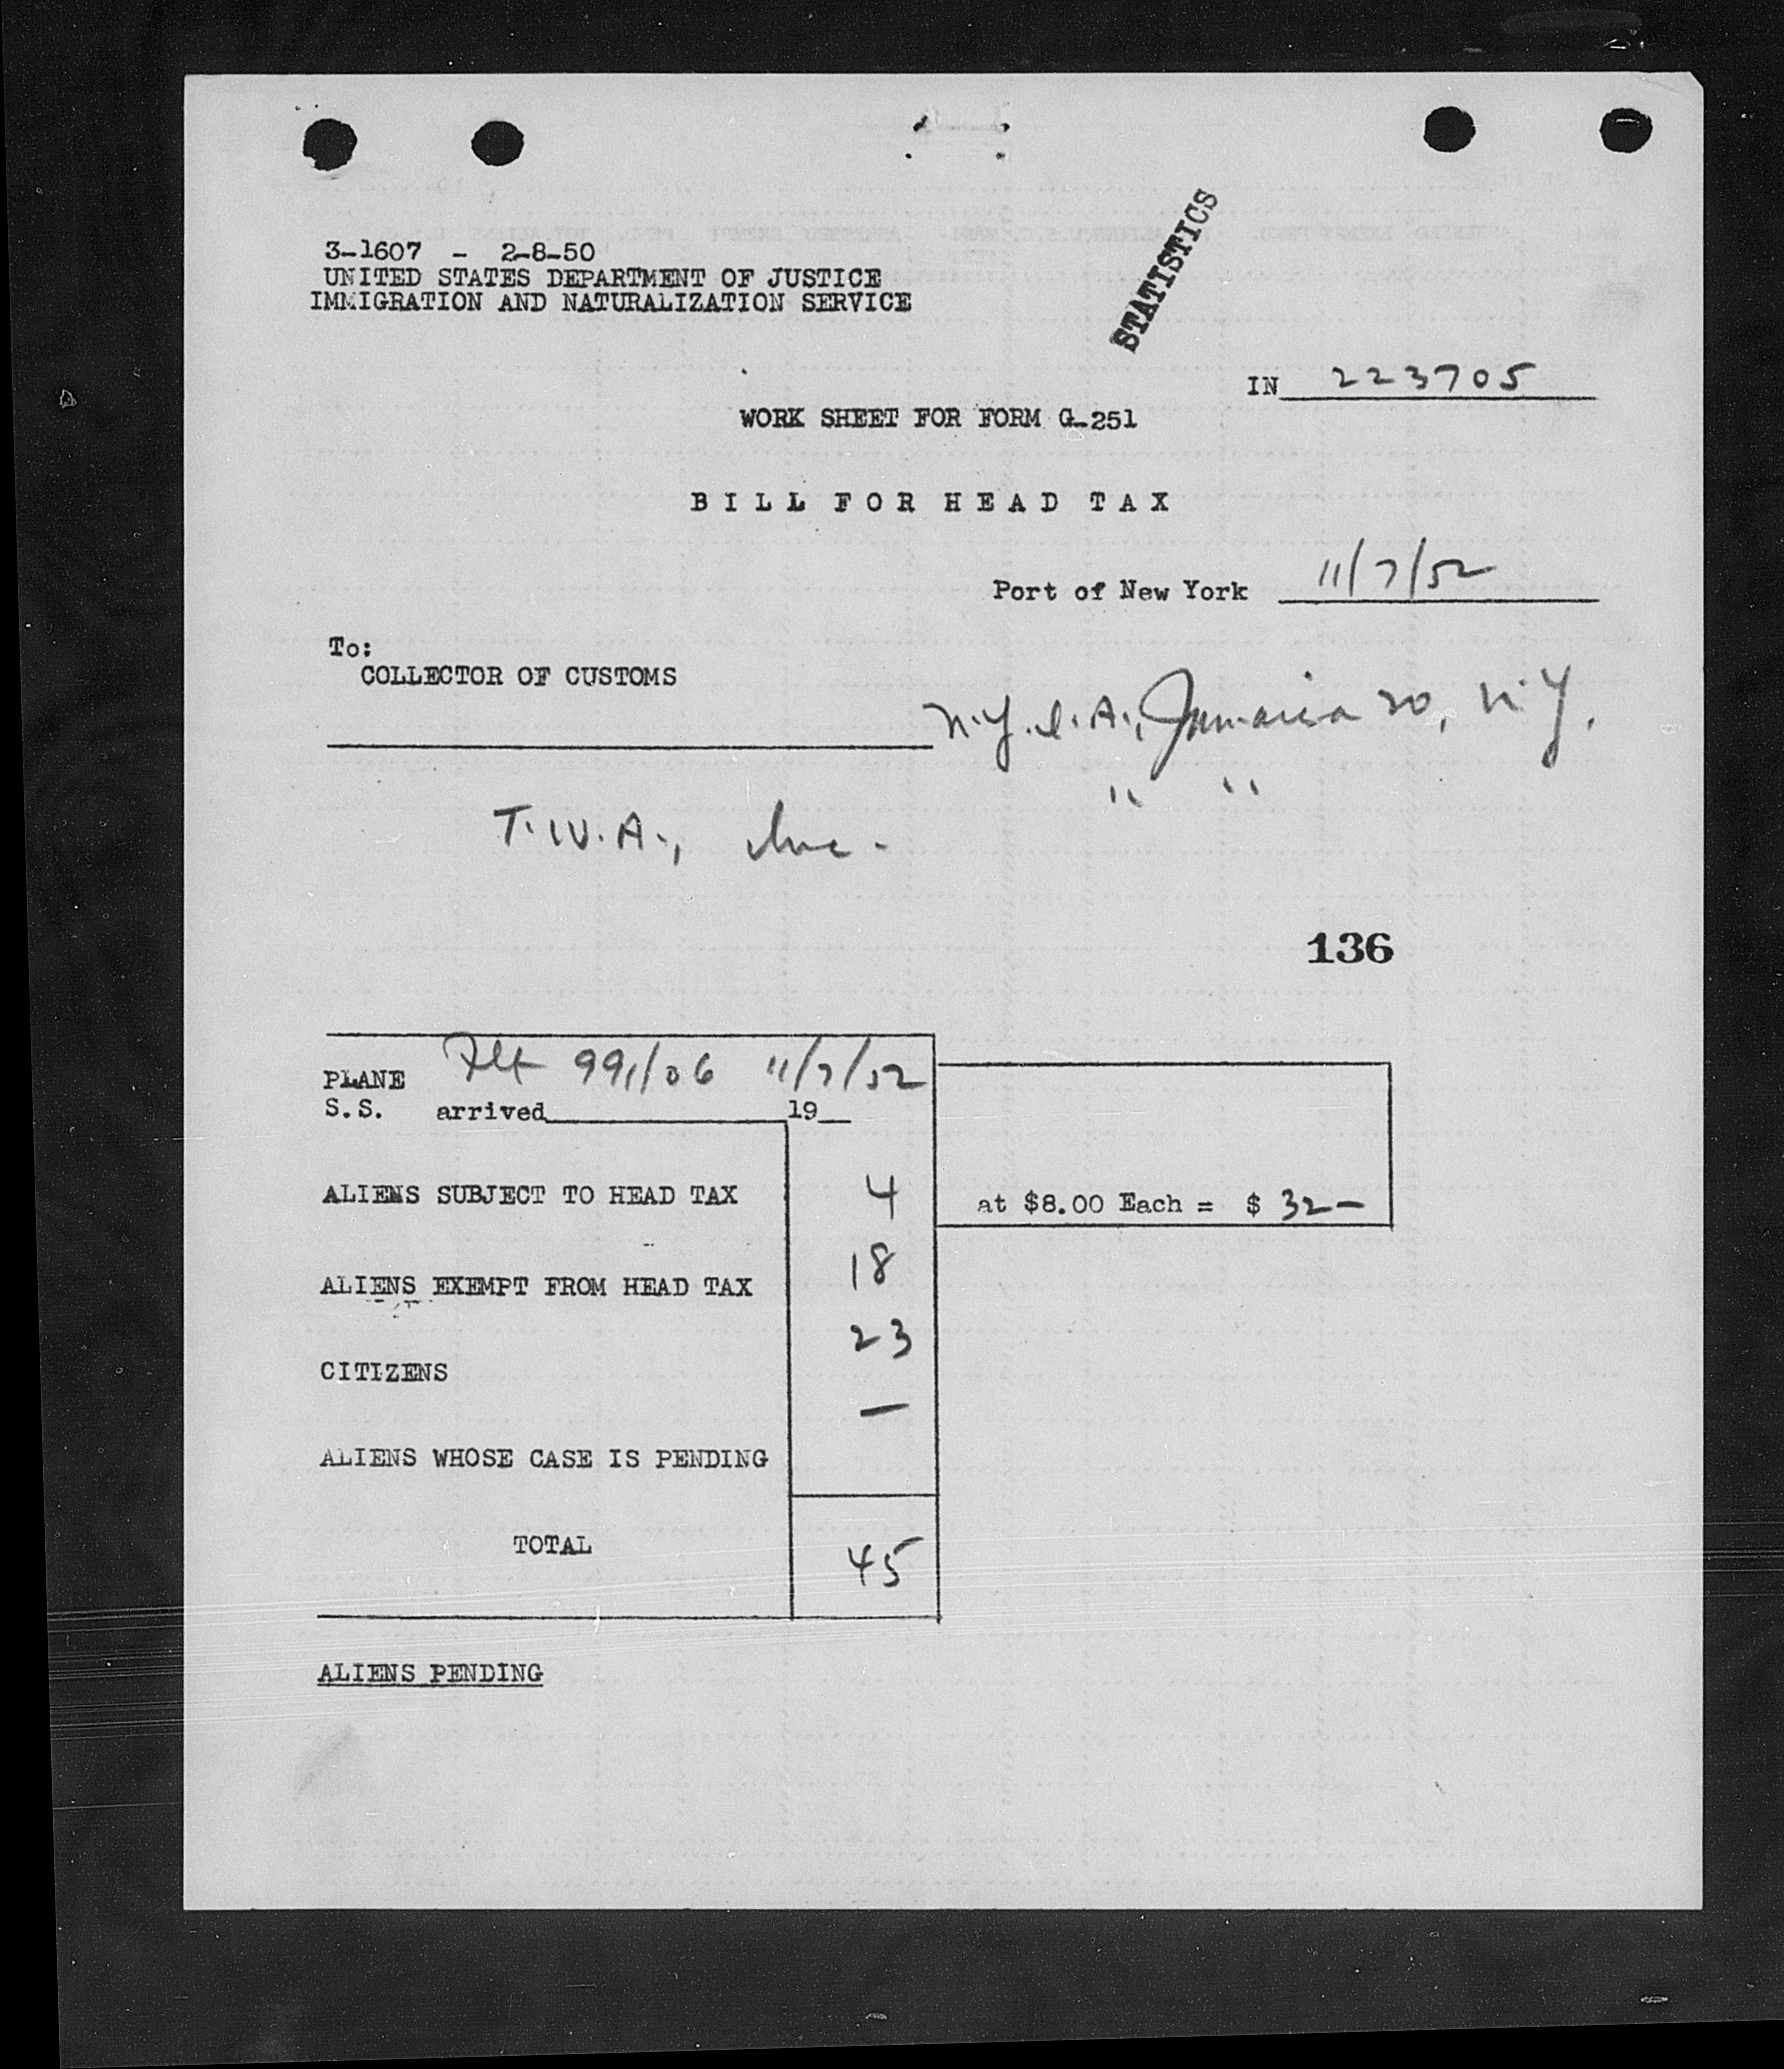 STATISTICS
3-1607 - 2-8-50
UNITED STATES DEPARTMENT OF JUSTICE
IMMIGRATION AND NATURALIZATION SERVICE
IN 223705
WORK SHEET FOR FORM G-251
BILL FOR HEAD TAX
Port of New York 11/7/52
To:
COLLECTOR OF CUSTOMS
N.Y.I.A., Jamaica 30, N.Y.
T.W.A., Inc. " "
136
PLANE Flt 991/06 11/7/52
S.S. arrived 19
ALIENS SUBJECT TO HEAD TAX 4 at $8.00 Each = $ 32—
ALIENS EXEMPT FROM HEAD TAX 18
CITIZENS 23
ALIENS WHOSE CASE IS PENDING —
TOTAL 45
ALIENS PENDING